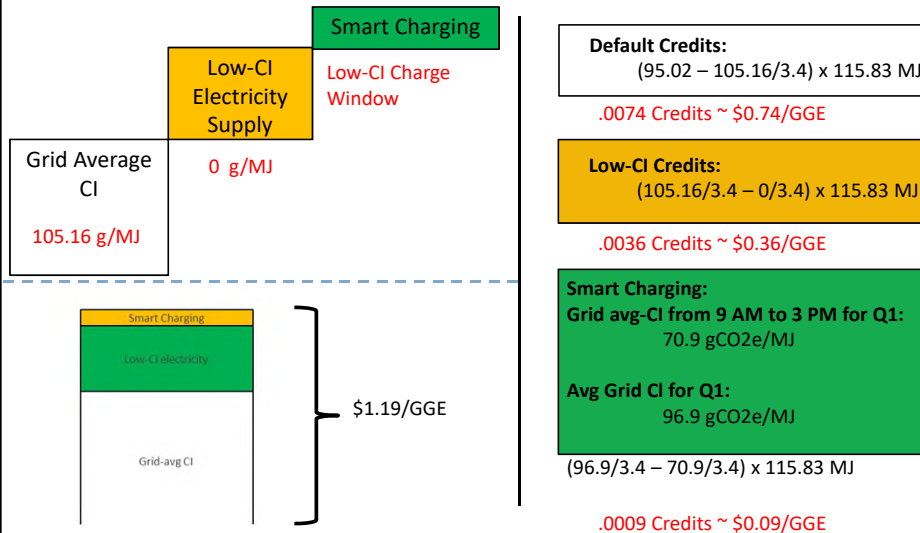 Smart Charging
Low-CI
Electricity
Supply
Low-CI Charge
Window
Grid Average
CI
0 g/MJ
105.16 g/MJ
Smart Charging
Low-CI electricity
Grid-avg CI
$1.19/GGE
Default Credits:
(95.02 – 105.16/3.4) x 115.83 MJ
.0074 Credits ~ $0.74/GGE
Low-CI Credits:
(105.16/3.4 – 0/3.4) x 115.83 MJ
.0036 Credits ~ $0.36/GGE
Smart Charging:
Grid avg-CI from 9 AM to 3 PM for Q1:
70.9 gCO2e/MJ
Avg Grid CI for Q1:
96.9 gCO2e/MJ
(96.9/3.4 – 70.9/3.4) x 115.83 MJ
.0009 Credits ~ $0.09/GGE